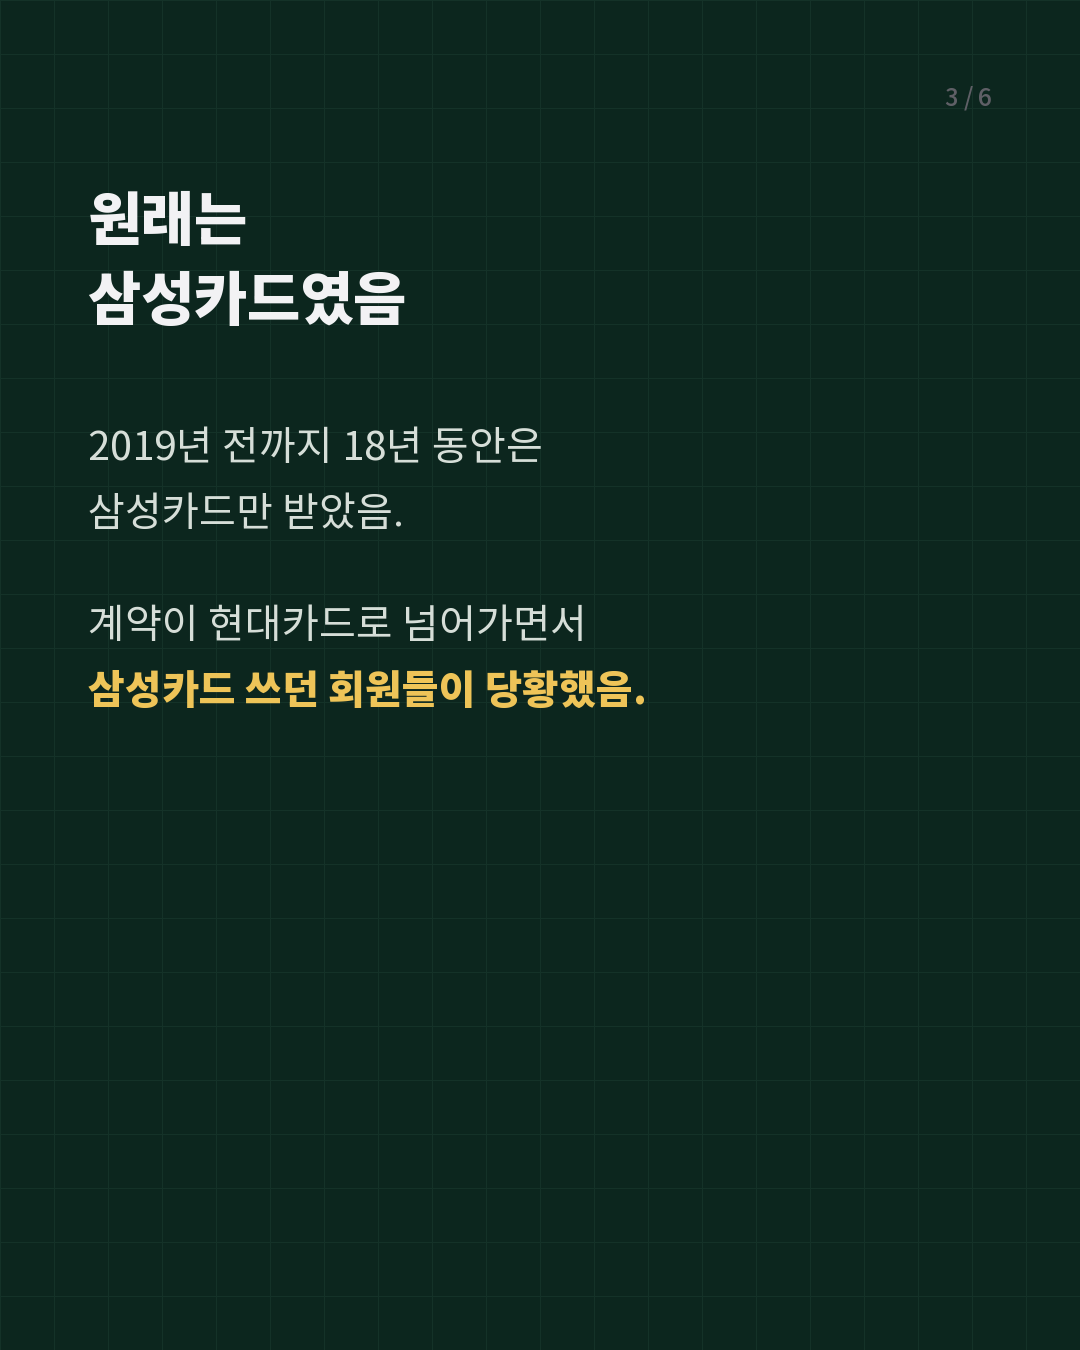 3 / 6
원래는
삼성카드였음
2019년 전까지 18년 동안은
삼성카드만 받았음.
계약이 현대카드로 넘어가면서
삼성카드 쓰던 회원들이 당황했음.